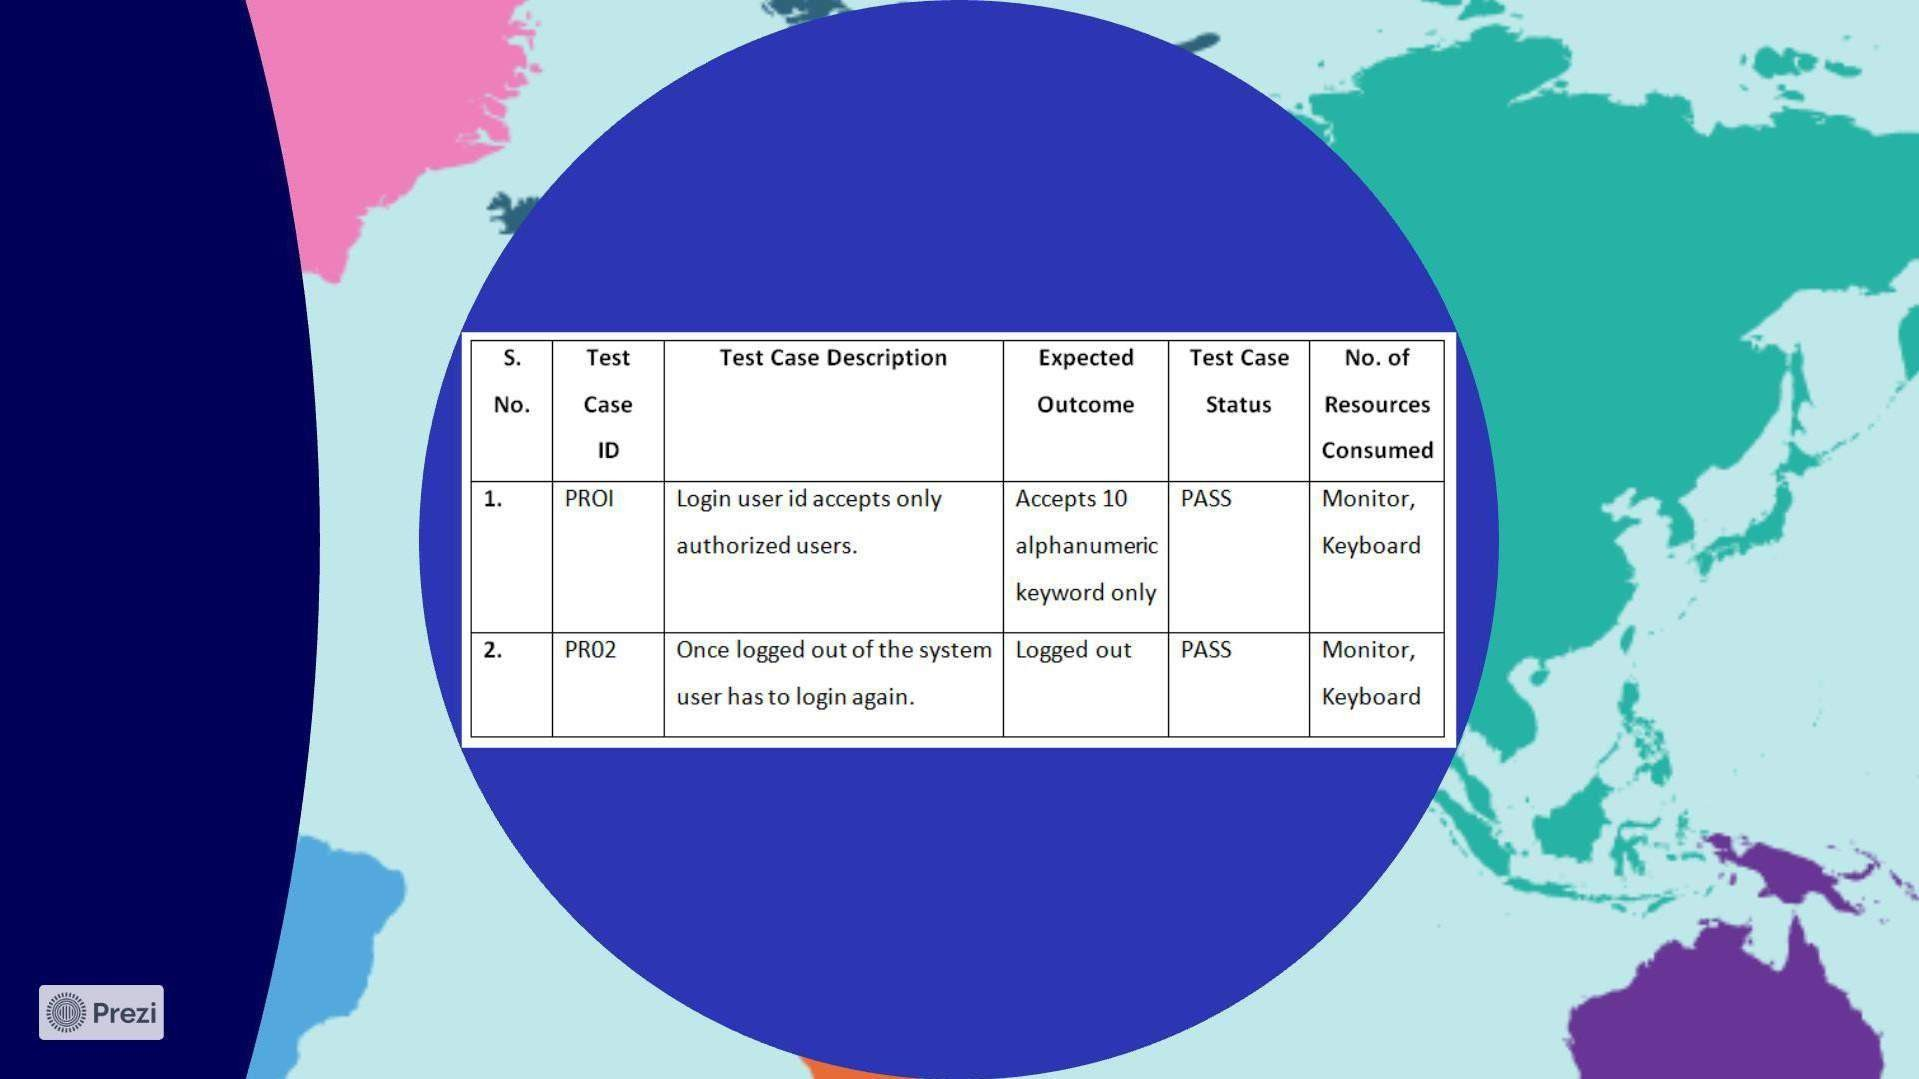 S. No. Test Case ID Test Case Description Expected Outcome Test Case Status No. of Resources Consumed
1. PROI Login user id accepts only authorized users. Accepts 10 alphanumeric keyword only PASS Monitor, Keyboard
2. PR02 Once logged out of the system user has to login again. Logged out PASS Monitor, Keyboard
Prezi